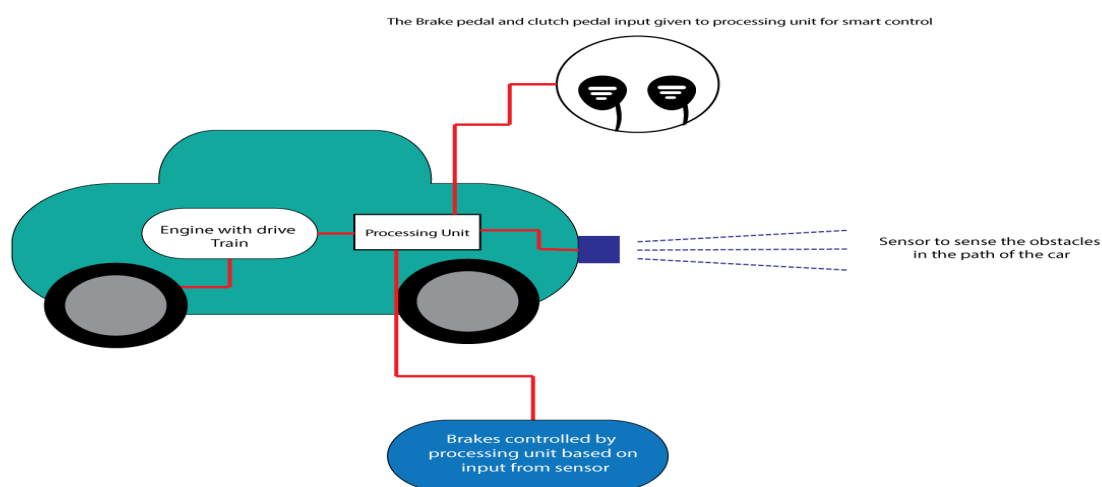 The Brake pedal and clutch pedal input given to processing unit for smart control
Engine with drive
Train
Processing Unit
Sensor to sense the obstacles
in the path of the car
Brakes controlled by
processing unit based on
input from sensor